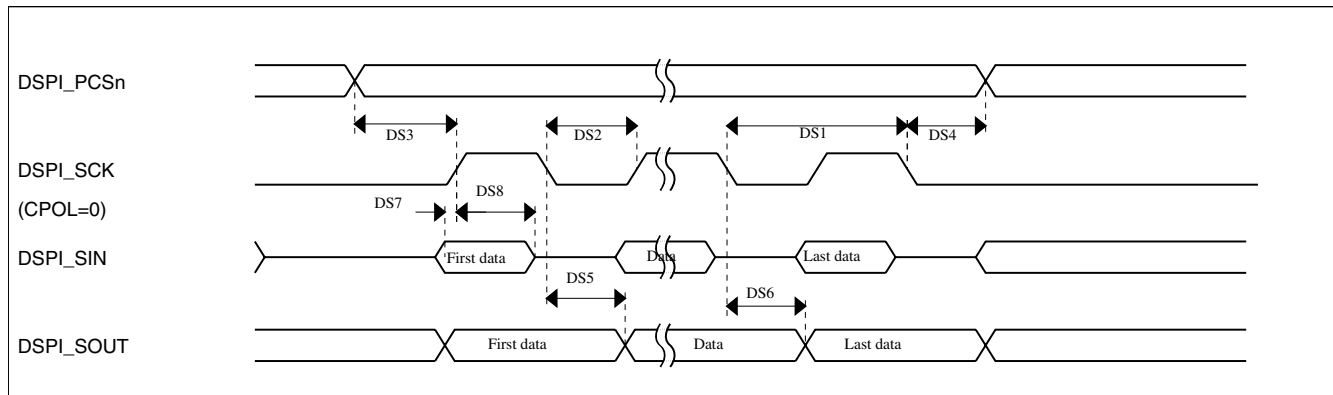 DSPI_PCSn
DS3
DS2
DS1
DS4
DSPI_SCK
(CPOL=0)
DS7
DS8
DSPI_SIN
First data
Data
Last data
DS5
DS6
DSPI_SOUT
First data
Data
Last data